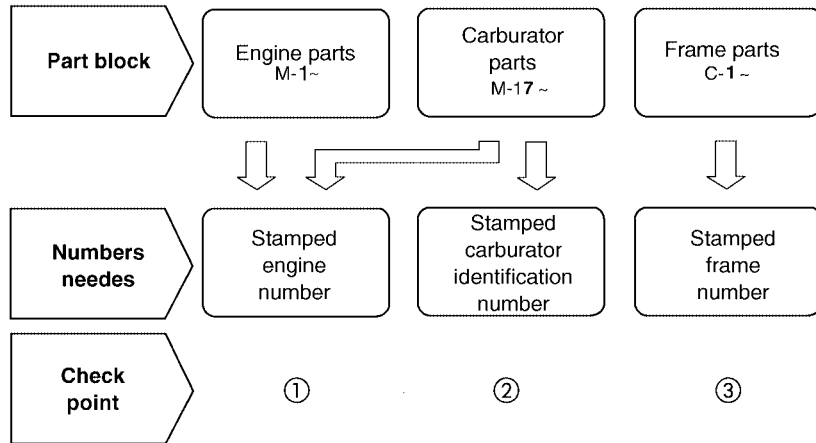 Part block
Engine parts
M-1~
Carburator
parts
M-17 ~
Frame parts
C-1 ~
Numbers
needes
Stamped
engine
number
Stamped
carburator
identification
number
Stamped
frame
number
Check
point
①
②
③